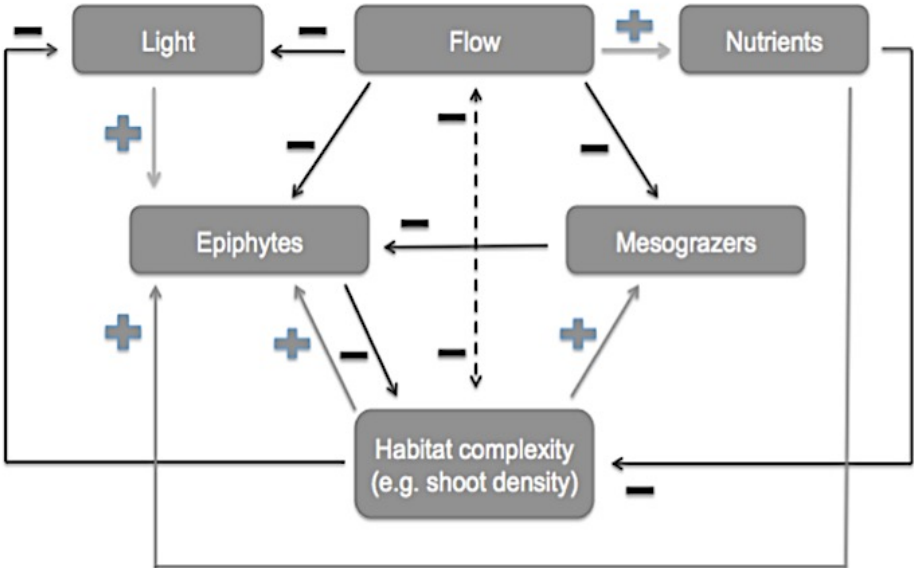 Light
Flow
Nutrients
Epiphytes
Mesograzers
Habitat complexity
(e.g. shoot density)